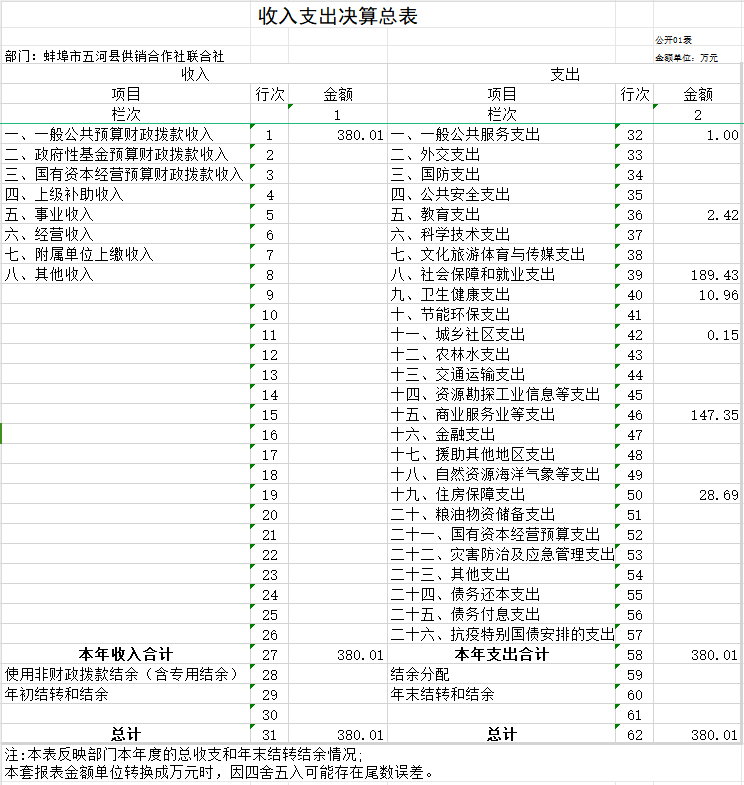 收入支出决算总表
公开01表
部门：蚌埠市五河县供销合作社联合社 金额单位：万元
收入 支出
项目 行次 金额 项目 行次 金额
栏次 1 栏次 2
一、一般公共预算财政拨款收入 1 380.01 一、一般公共服务支出 32 1.00
二、政府性基金预算财政拨款收入 2 二、外交支出 33
三、国有资本经营预算财政拨款收入 3 三、国防支出 34
四、上级补助收入 4 四、公共安全支出 35
五、事业收入 5 五、教育支出 36 2.42
六、经营收入 6 六、科学技术支出 37
七、附属单位上缴收入 7 七、文化旅游体育与传媒支出 38
八、其他收入 8 八、社会保障和就业支出 39 189.43
9 九、卫生健康支出 40 10.96
10 十、节能环保支出 41
11 十一、城乡社区支出 42 0.15
12 十二、农林水支出 43
13 十三、交通运输支出 44
14 十四、资源勘探工业信息等支出 45
15 十五、商业服务业等支出 46 147.35
16 十六、金融支出 47
17 十七、援助其他地区支出 48
18 十八、自然资源海洋气象等支出 49
19 十九、住房保障支出 50 28.69
20 二十、粮油物资储备支出 51
21 二十一、国有资本经营预算支出 52
22 二十二、灾害防治及应急管理支出 53
23 二十三、其他支出 54
24 二十四、债务还本支出 55
25 二十五、债务付息支出 56
26 二十六、抗疫特别国债安排的支出 57
本年收入合计 27 380.01 本年支出合计 58 380.01
使用非财政拨款结余（含专用结余） 28 结余分配 59
年初结转和结余 29 年末结转和结余 60
30 61
总计 31 380.01 总计 62 380.01
注:本表反映部门本年度的总收支和年末结转结余情况;
本套报表金额单位转换成万元时，因四舍五入可能存在尾数误差。